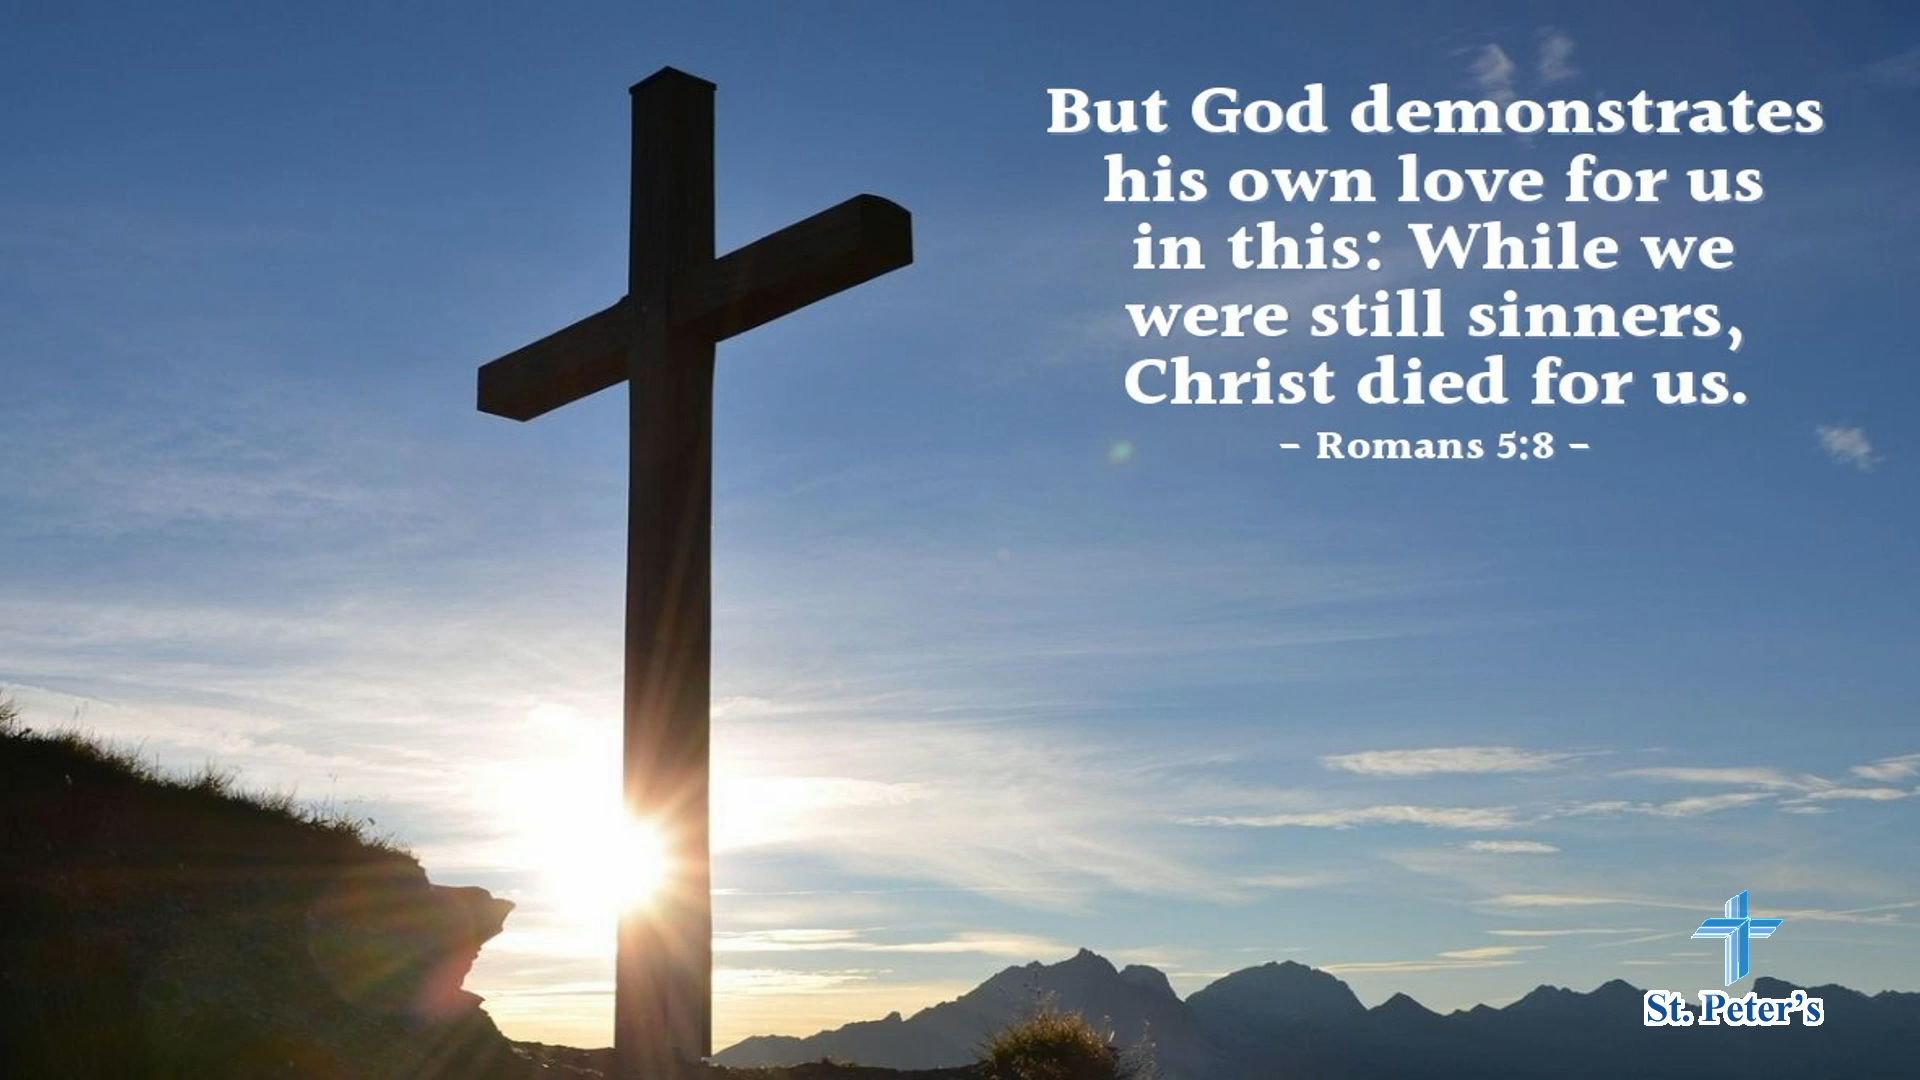 But God demonstrates
his own love for us
in this: While we
were still sinners,
Christ died for us.
– Romans 5:8 –
St. Peter's